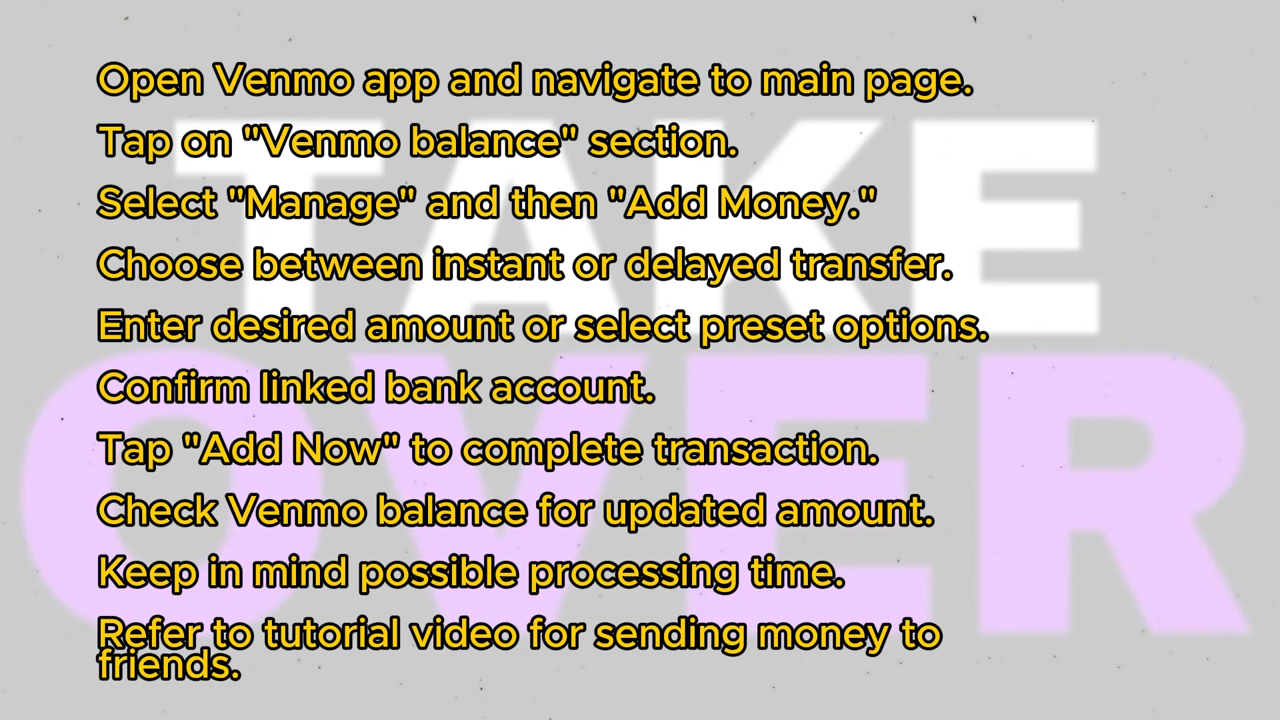 Open Venmo app and navigate to main page.
Tap on "Venmo balance" section.
Select "Manage" and then "Add Money."
Choose between instant or delayed transfer.
Enter desired amount or select preset options.
Confirm linked bank account.
Tap "Add Now" to complete transaction.
Check Venmo balance for updated amount.
Keep in mind possible processing time.
Refer to tutorial video for sending money to
friends.
TAKE
OVER